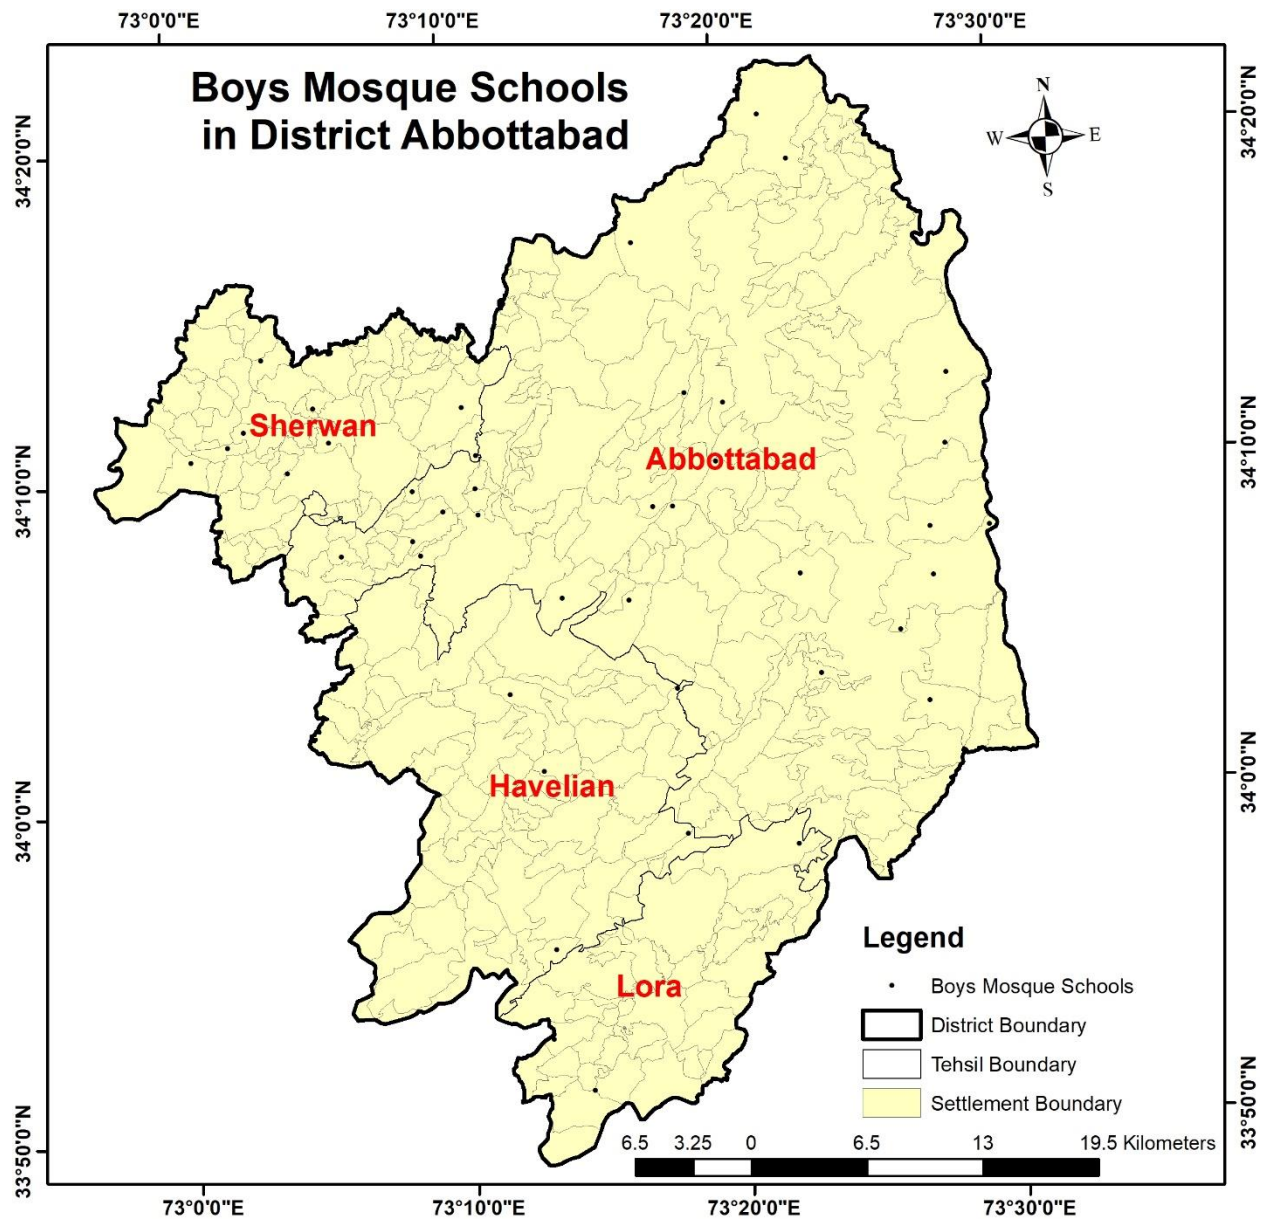 73°0'0"E 73°10'0"E 73°20'0"E 73°30'0"E
Boys Mosque Schools
in District Abbottabad
N
W E
S
34°20'0"N
34°20'0"N
Sherwan
Abbottabad
34°10'0"N
34°10'0"N
Havelian
34°0'0"N
34°0'0"N
Lora
Legend
Boys Mosque Schools
District Boundary
Tehsil Boundary
Settlement Boundary
33°50'0"N
33°50'0"N
6.5 3.25 0 6.5 13 19.5 Kilometers
73°0'0"E 73°10'0"E 73°20'0"E 73°30'0"E